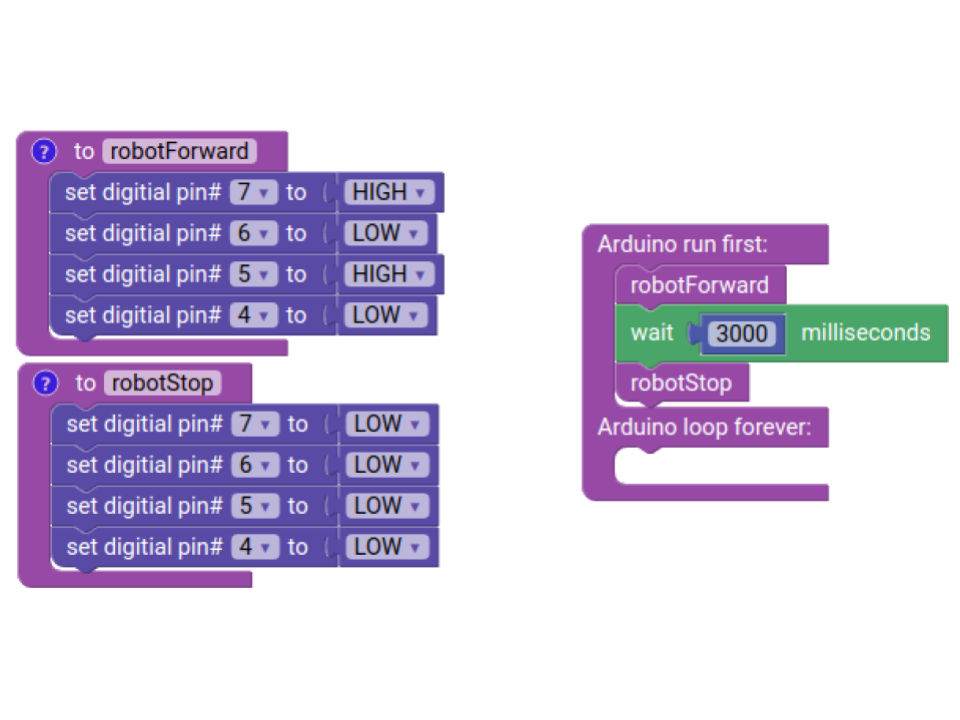 ? to robotForward
set digitial pin# 7 to HIGH
set digitial pin# 6 to LOW
set digitial pin# 5 to HIGH
set digitial pin# 4 to LOW
? to robotStop
set digitial pin# 7 to LOW
set digitial pin# 6 to LOW
set digitial pin# 5 to LOW
set digitial pin# 4 to LOW
Arduino run first:
robotForward
wait 3000 milliseconds
robotStop
Arduino loop forever: